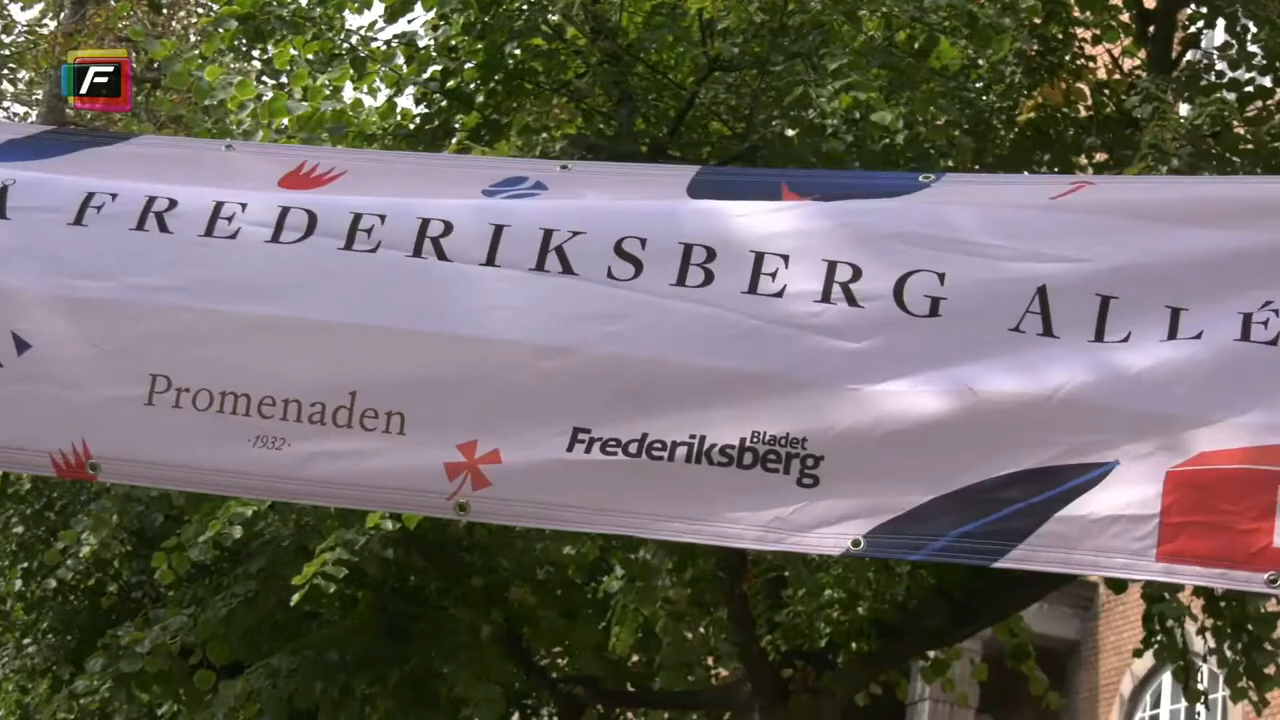 F
Å FREDERIKSBERG ALLÉ
Promenaden
·1932·
Bladet
Frederiksberg